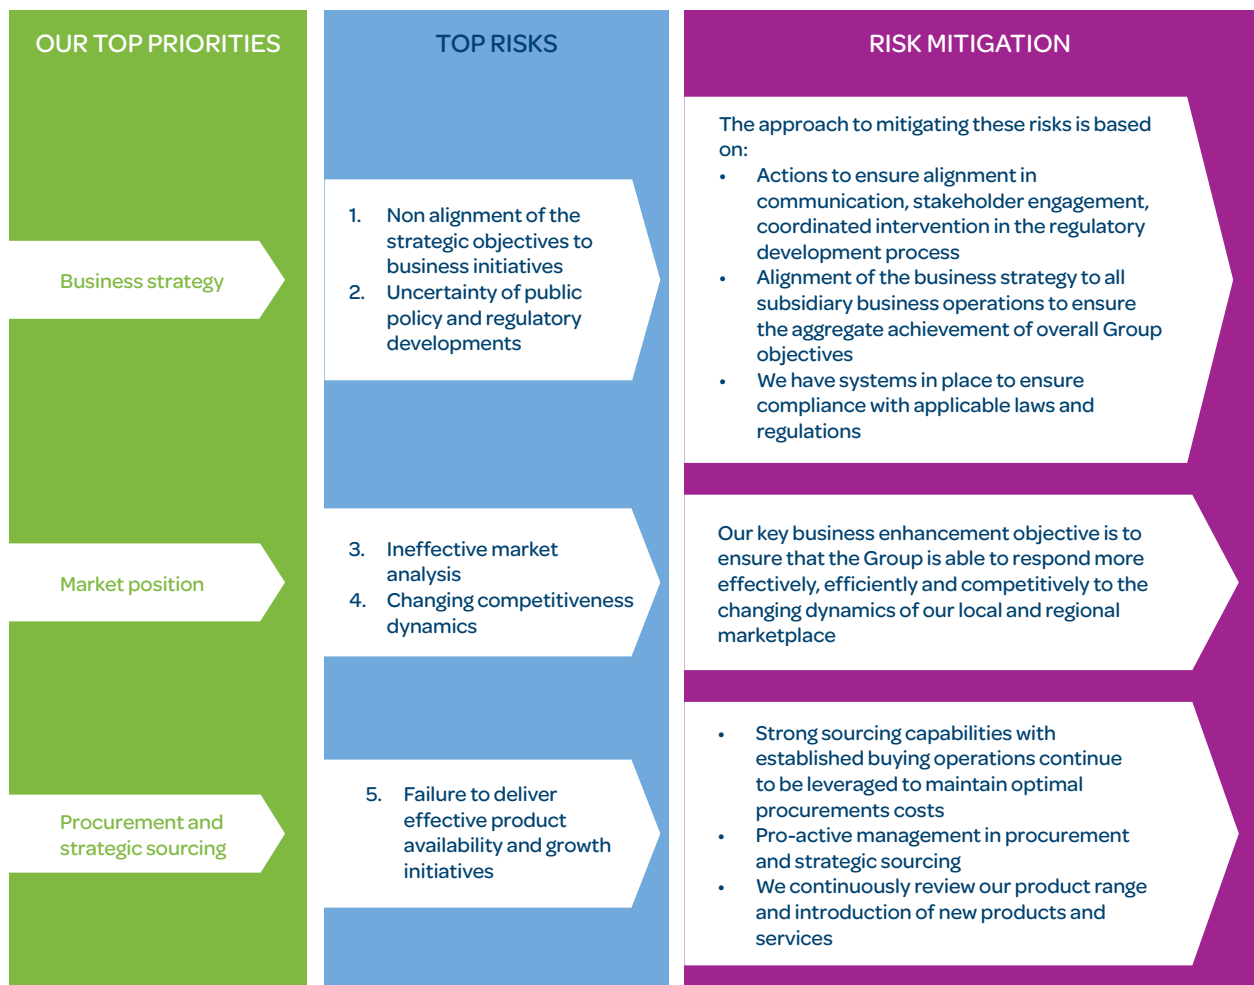 OUR TOP PRIORITIES
TOP RISKS
RISK MITIGATION
Business strategy
1. Non alignment of the
strategic objectives to
business initiatives
2. Uncertainty of public
policy and regulatory
developments
The approach to mitigating these risks is based
on:
• Actions to ensure alignment in
communication, stakeholder engagement,
coordinated intervention in the regulatory
development process
• Alignment of the business strategy to all
subsidiary business operations to ensure
the aggregate achievement of overall Group
objectives
• We have systems in place to ensure
compliance with applicable laws and
regulations
Market position
3. Ineffective market
analysis
4. Changing competitiveness
dynamics
Our key business enhancement objective is to
ensure that the Group is able to respond more
effectively, efficiently and competitively to the
changing dynamics of our local and regional
marketplace
Procurement and
strategic sourcing
5. Failure to deliver
effective product
availability and growth
initiatives
• Strong sourcing capabilities with
established buying operations continue
to be leveraged to maintain optimal
procurements costs
• Pro-active management in procurement
and strategic sourcing
• We continuously review our product range
and introduction of new products and
services